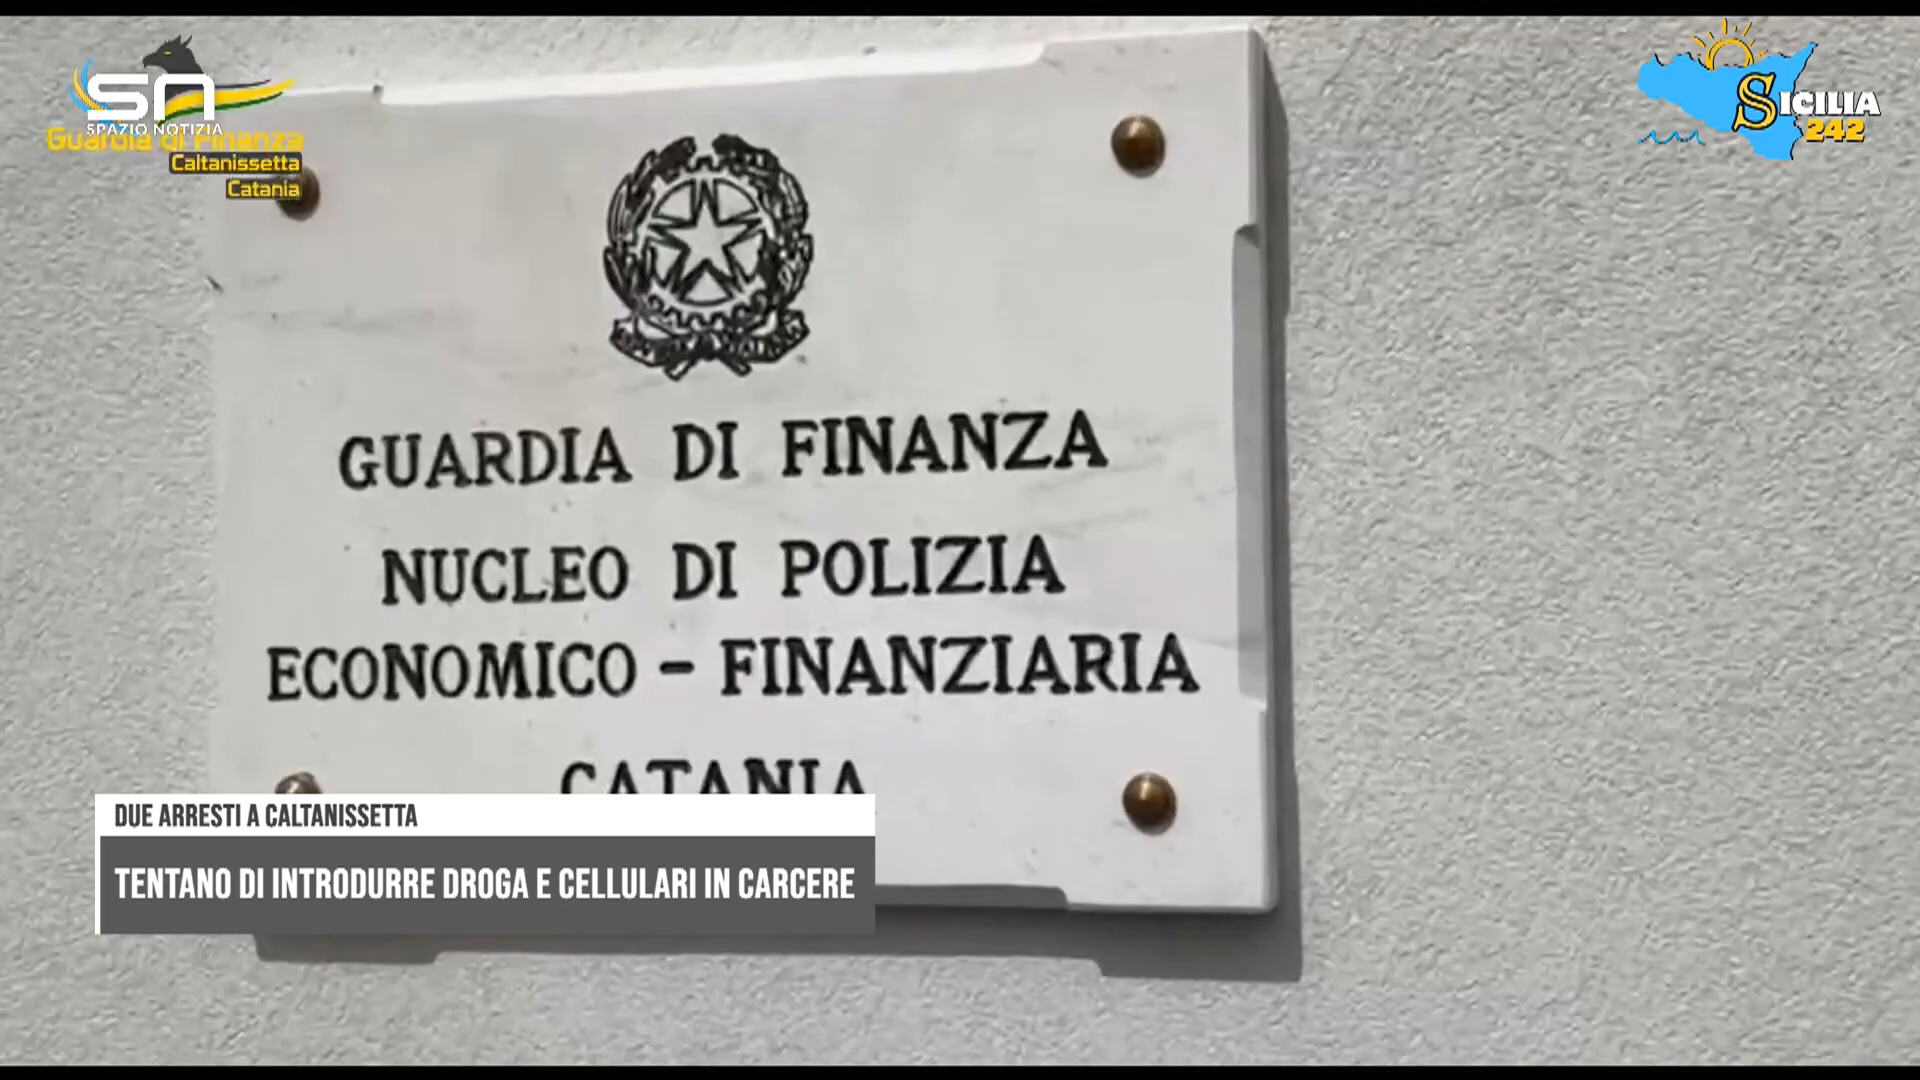 SN
SPAZIO NOTIZIA
Guardia di Finanza
Caltanissetta
Catania
SICILIA
242
GUARDIA DI FINANZA
NUCLEO DI POLIZIA
ECONOMICO - FINANZIARIA
CATANIA
DUE ARRESTI A CALTANISSETTA
TENTANO DI INTRODURRE DROGA E CELLULARI IN CARCERE